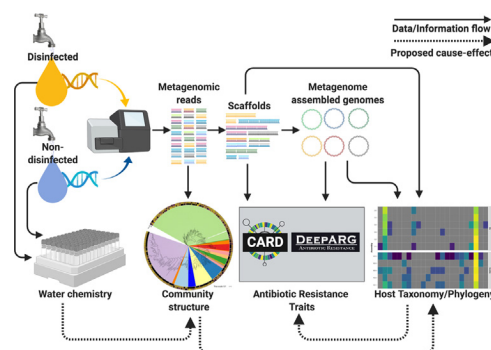 Data/Information flow
Proposed cause-effect
Disinfected
Non-
disinfected
Metagenomic
reads
Scaffolds
Metagenome
assembled genomes
CARD
DEEPARG
ANTIBIOTIC RESISTANCE
Water chemistry
Community
structure
Antibiotic Resistance
Traits
Host Taxonomy/Phylogeny